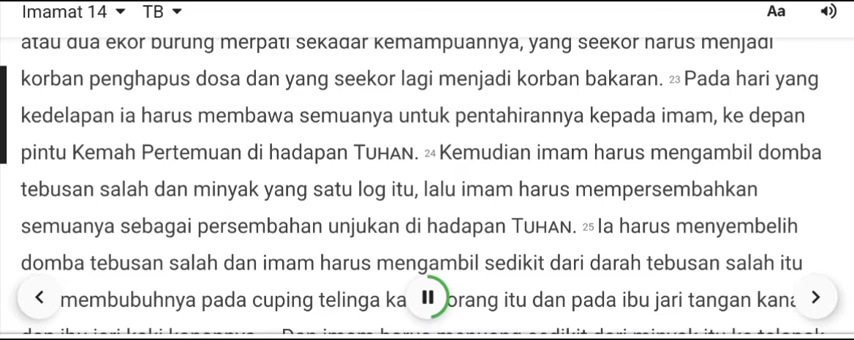 Imamat 14 TB Aa
atau dua ekor burung merpati sekadar kemampuannya, yang seekor harus menjadi
korban penghapus dosa dan yang seekor lagi menjadi korban bakaran. 23 Pada hari yang
kedelapan ia harus membawa semuanya untuk pentahirannya kepada imam, ke depan
pintu Kemah Pertemuan di hadapan TUHAN. 24 Kemudian imam harus mengambil domba
tebusan salah dan minyak yang satu log itu, lalu imam harus mempersembahkan
semuanya sebagai persembahan unjukan di hadapan TUHAN. 25 Ia harus menyembelih
domba tebusan salah dan imam harus mengambil sedikit dari darah tebusan salah itu
membubuhnya pada cuping telinga ka orang itu dan pada ibu jari tangan kana